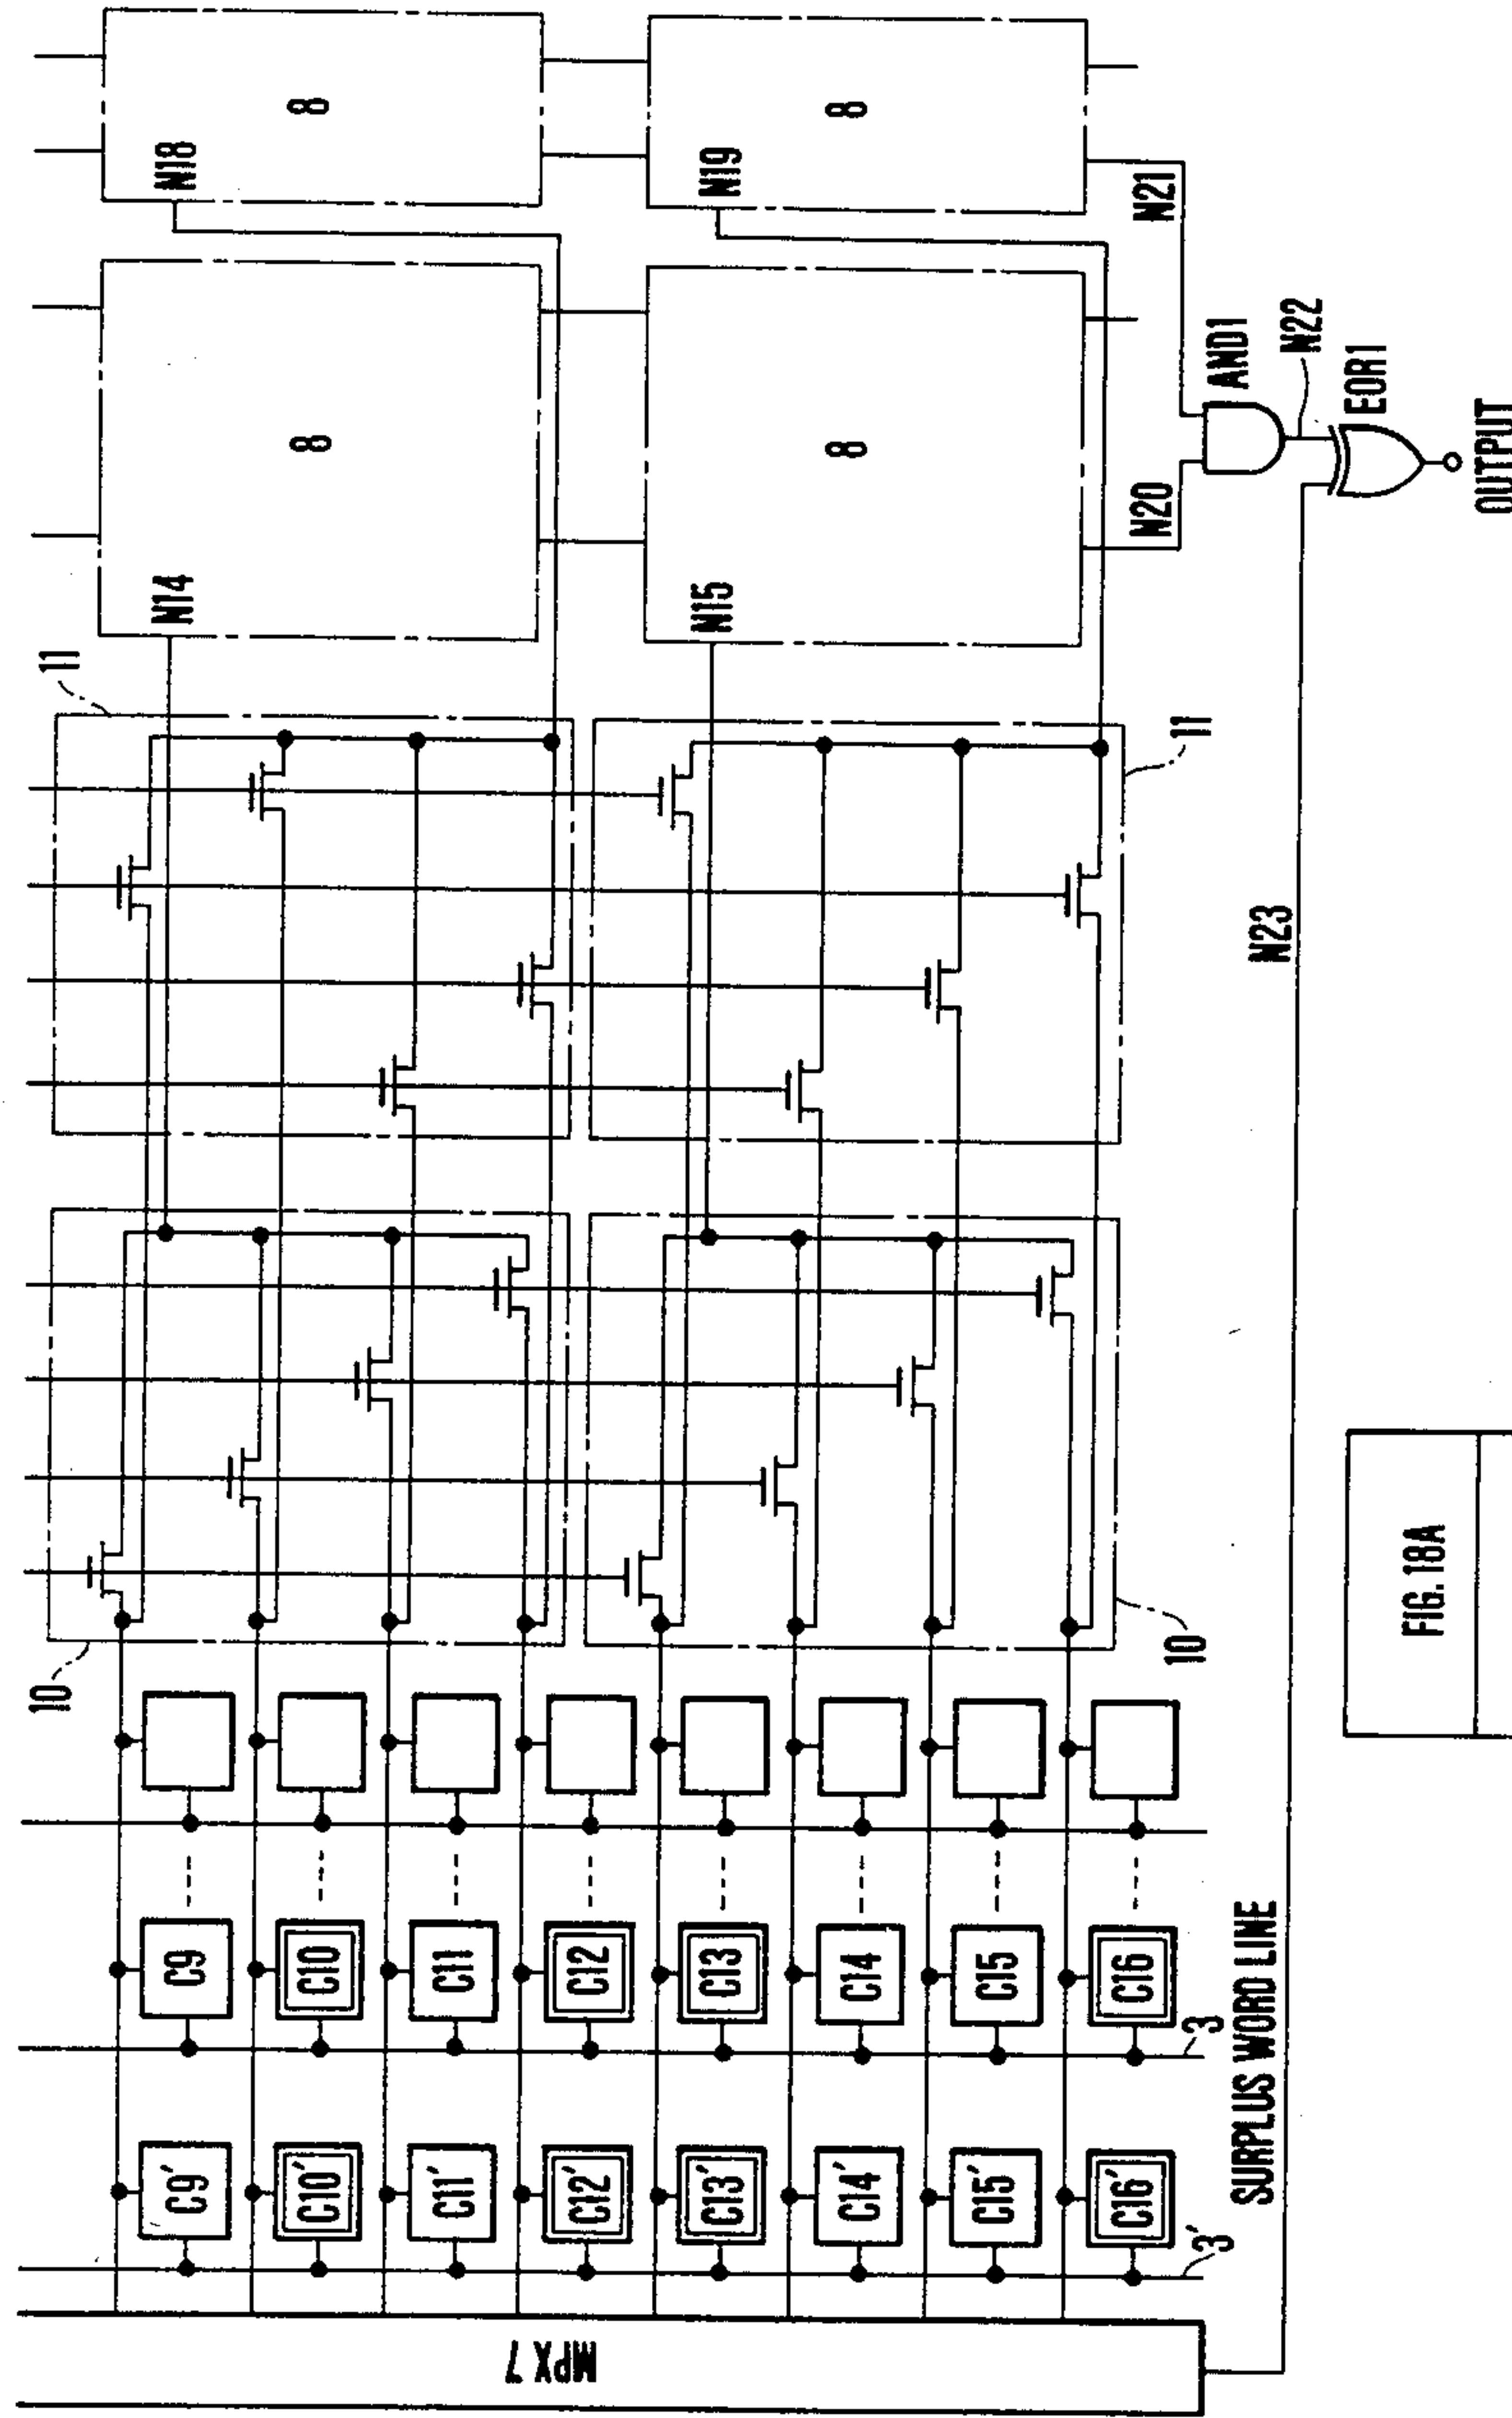 10
11
C9'
C9
N14
N18
C10'
C10
8
8
C11'
C11
MPX 7
C12'
C12
C13'
C13
N15
N19
C14'
C14
8
8
C15'
C15
C16'
C16
N20
N21
3'
3
10
11
SURPLUS WORD LINE
N23
AND1
N22
EOR1
FIG. 18A
OUTPUT